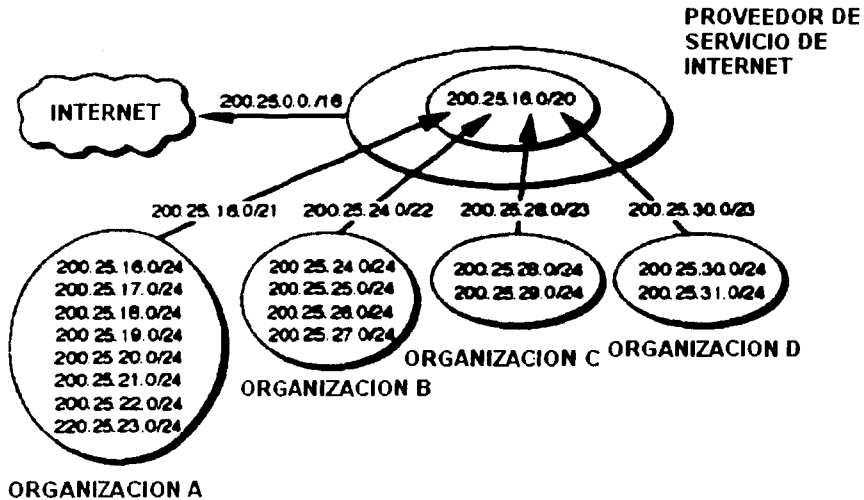 PROVEEDOR DE
SERVICIO DE
INTERNET
INTERNET
200.25.0.0./16
200.25.16.0/20
200.25.16.0/21
200.25.24.0/22
200.25.28.0/23
200.25.30.0/23
200.25.16.0/24
200.25.17.0/24
200.25.18.0/24
200.25.19.0/24
200.25.20.0/24
200.25.21.0/24
200.25.22.0/24
220.25.23.0/24
ORGANIZACION A
200.25.24.0/24
200.25.25.0/24
200.25.26.0/24
200.25.27.0/24
ORGANIZACION B
200.25.28.0/24
200.25.29.0/24
ORGANIZACION C
200.25.30.0/24
200.25.31.0/24
ORGANIZACION D